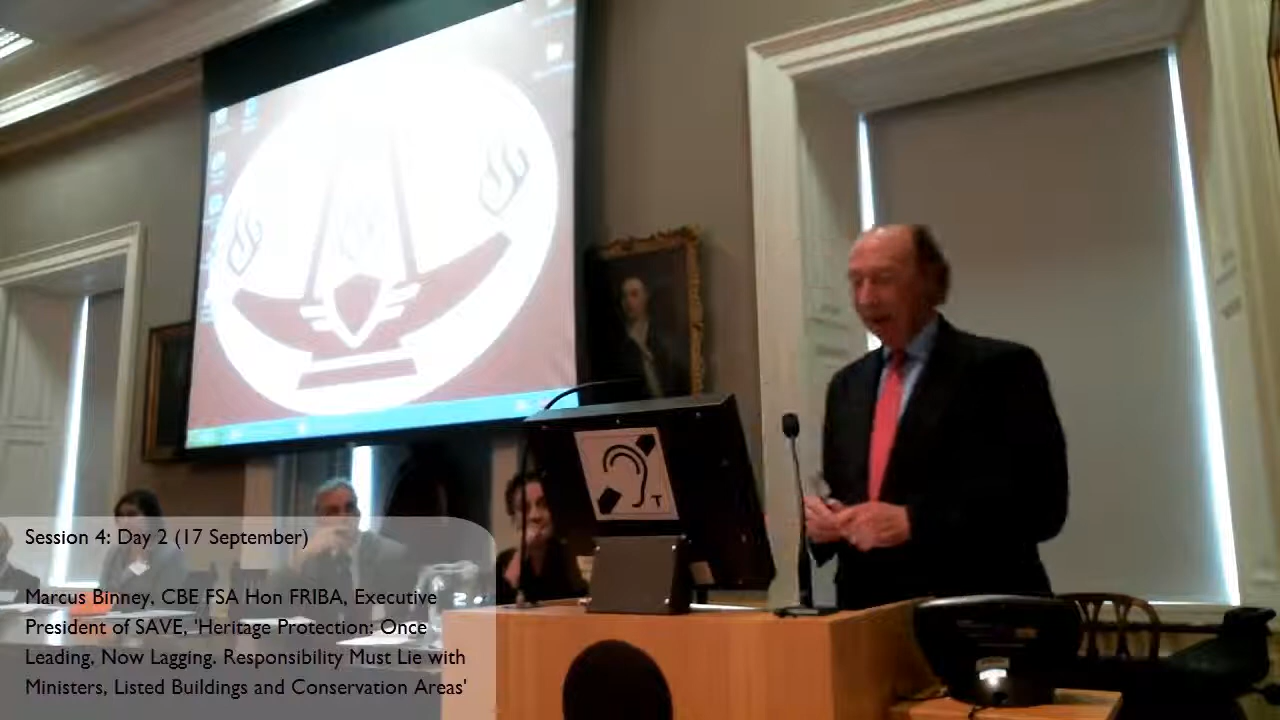 Session 4: Day 2 (17 September)
Marcus Binney, CBE FSA Hon FRIBA, Executive
President of SAVE, 'Heritage Protection: Once
Leading, Now Lagging. Responsibility Must Lie with
Ministers, Listed Buildings and Conservation Areas'
T